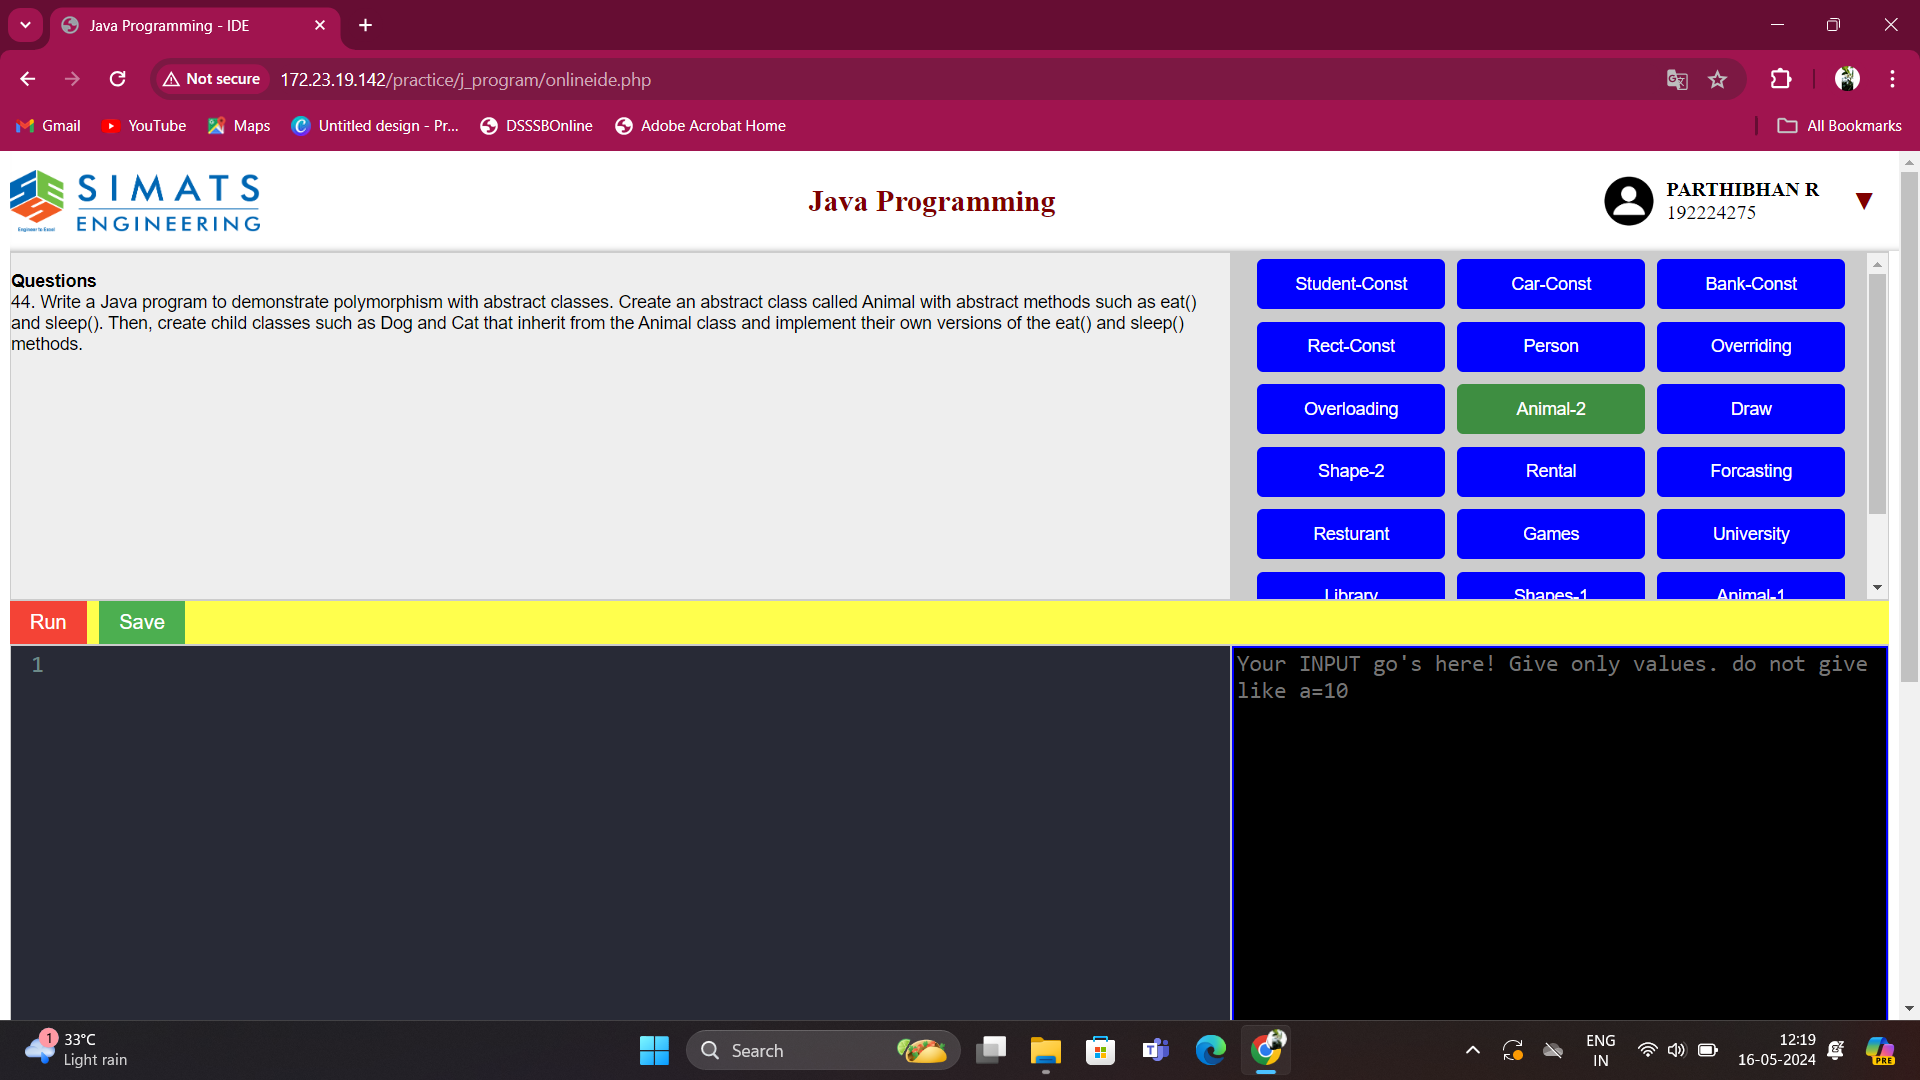 Java Programming - IDE
Not secure
172.23.19.142/practice/j_program/onlineide.php
Gmail
YouTube
Maps
Untitled design - Pr...
DSSSBOnline
Adobe Acrobat Home
All Bookmarks
SIMATS
ENGINEERING
Engineer to Excel
Java Programming
PARTHIBHAN R
192224275
Questions
44. Write a Java program to demonstrate polymorphism with abstract classes. Create an abstract class called Animal with abstract methods such as eat()
and sleep(). Then, create child classes such as Dog and Cat that inherit from the Animal class and implement their own versions of the eat() and sleep()
methods.
Student-Const
Car-Const
Bank-Const
Rect-Const
Person
Overriding
Overloading
Animal-2
Draw
Shape-2
Rental
Forcasting
Resturant
Games
University
Library
Shapes-1
Animal-1
Run
Save
1
Your INPUT go's here! Give only values. do not give
like a=10
1
33°C
Light rain
Search
ENG
IN
12:19
16-05-2024
PRE